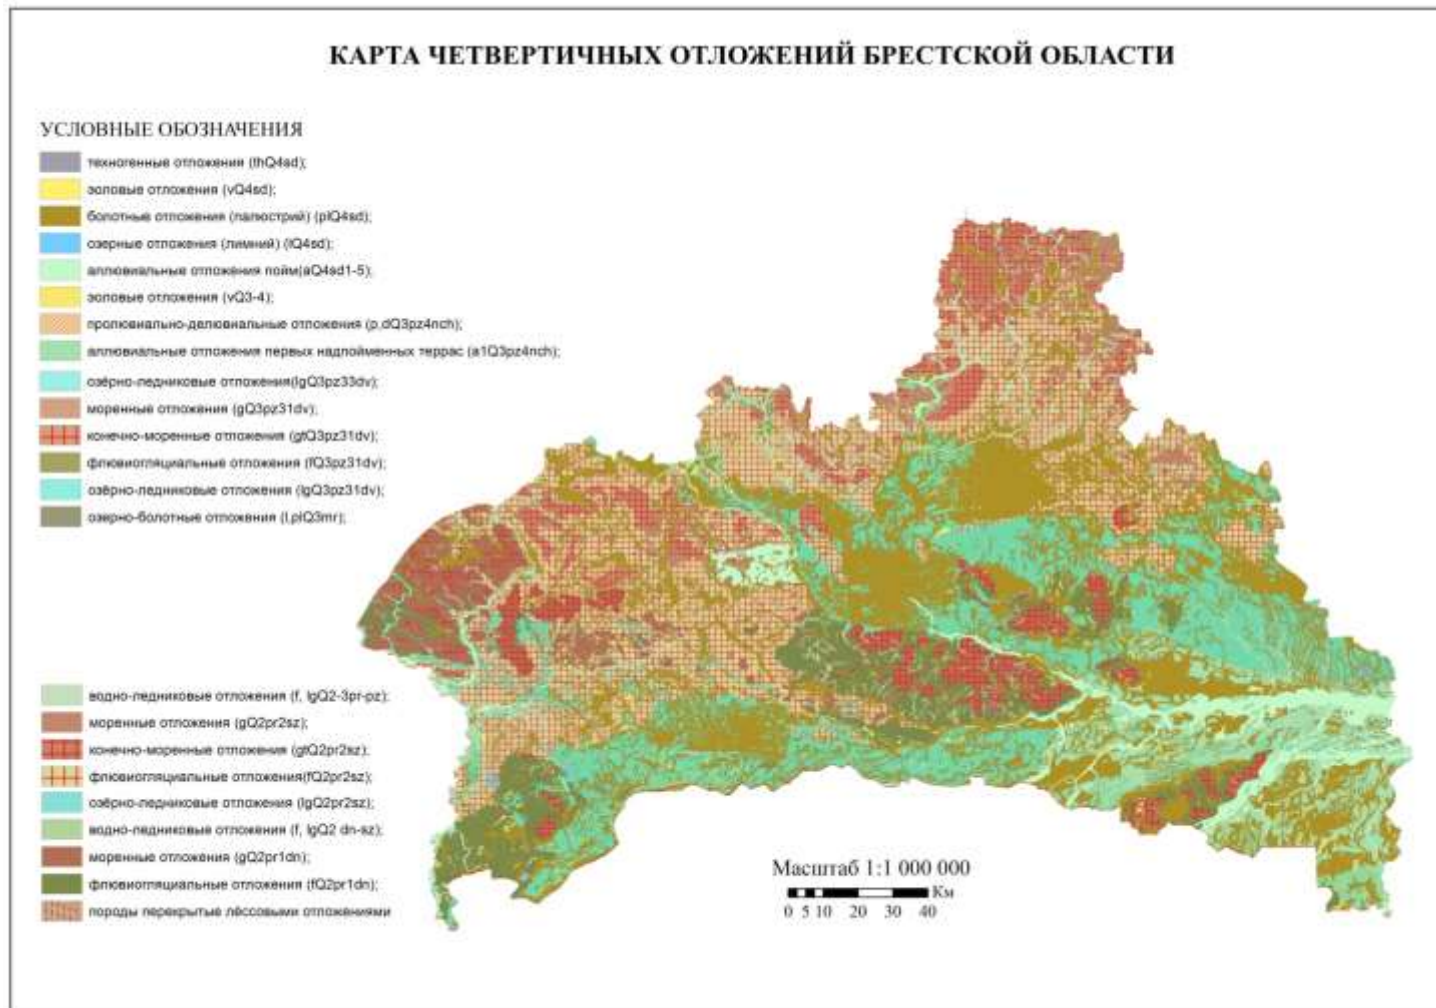 КАРТА ЧЕТВЕРТИЧНЫХ ОТЛОЖЕНИЙ БРЕСТСКОЙ ОБЛАСТИ
УСЛОВНЫЕ ОБОЗНАЧЕНИЯ
техногенные отложения (thQ4sd);
эоловые отложения (vQ4sd);
болотные отложения (палюстрий) (plQ4sd);
озерные отложения (лимний) (lQ4sd);
аллювиальные отложения пойм(aQ4sd1-5);
эоловые отложения (vQ3-4);
пролювиально-делювиальные отложения (p,dQ3pz4nch);
аллювиальные отложения первых надпойменных террас (a1Q3pz4nch);
озёрно-ледниковые отложения(lgQ3pz33dv);
моренные отложения (gQ3pz31dv);
конечно-моренные отложения (gtQ3pz31dv);
флювиогляциальные отложения (fQ3pz31dv);
озёрно-ледниковые отложения (lgQ3pz31dv);
озерно-болотные отложения (l,plQ3mr);
водно-ледниковые отложения (f, lgQ2-3pr-pz);
моренные отложения (gQ2pr2sz);
конечно-моренные отложения (gtQ2pr2sz);
флювиогляциальные отложения(fQ2pr2sz);
озёрно-ледниковые отложения (lgQ2pr2sz);
водно-ледниковые отложения (f, lgQ2 dn-sz);
моренные отложения (gQ2pr1dn);
флювиогляциальные отложения (fQ2pr1dn);
породы перекрытые лёссовыми отложениями
Масштаб 1:1 000 000
Км
0 5 10 20 30 40